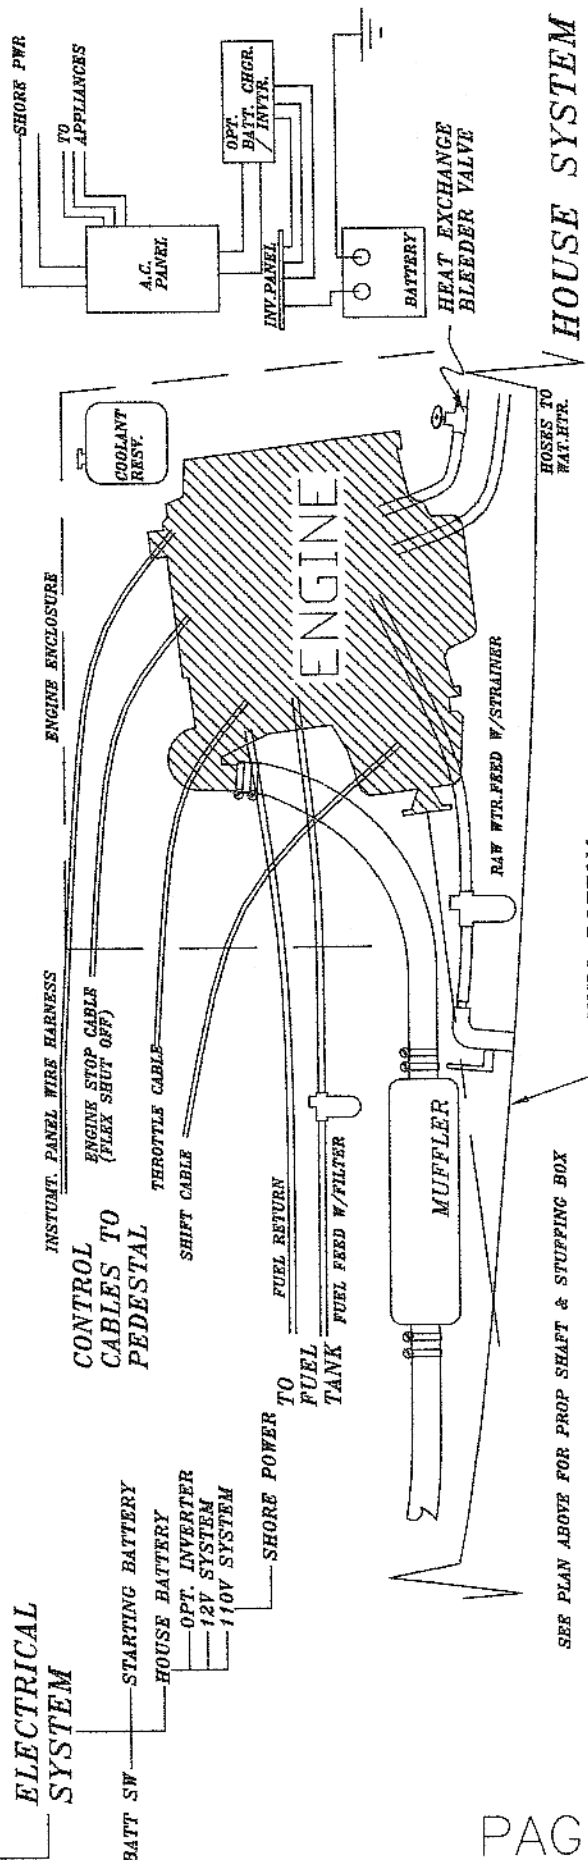 ELECTRICAL
SYSTEM
BATT SW
STARTING BATTERY
HOUSE BATTERY
OPT. INVERTER
12V SYSTEM
110V SYSTEM
SHORE POWER
INSTUMT. PANEL WIRE HARNESS
CONTROL
CABLES TO
PEDESTAL
ENGINE STOP CABLE
(FLEX SHUT OFF)
THROTTLE CABLE
SHIFT CABLE
FUEL RETURN
TO
FUEL
TANK
FUEL FEED W/FILTER
MUFFLER
SEE PLAN ABOVE FOR PROP SHAFT & STUFFING BOX
ENGINE ENCLOSURE
COOLANT
RESV.
ENGINE
RAW WTR.FEED W/STRAINER
HOSES TO
WAT.HTR.
HEAT EXCHANGE
BLEEDER VALVE
SHORE PWR
TO
APPLIANCES
A.C.
PANEL
OPT.
BATT. CHGR.
/ INVTR.
INV.PANEL
BATTERY
HOUSE SYSTEM
PAG